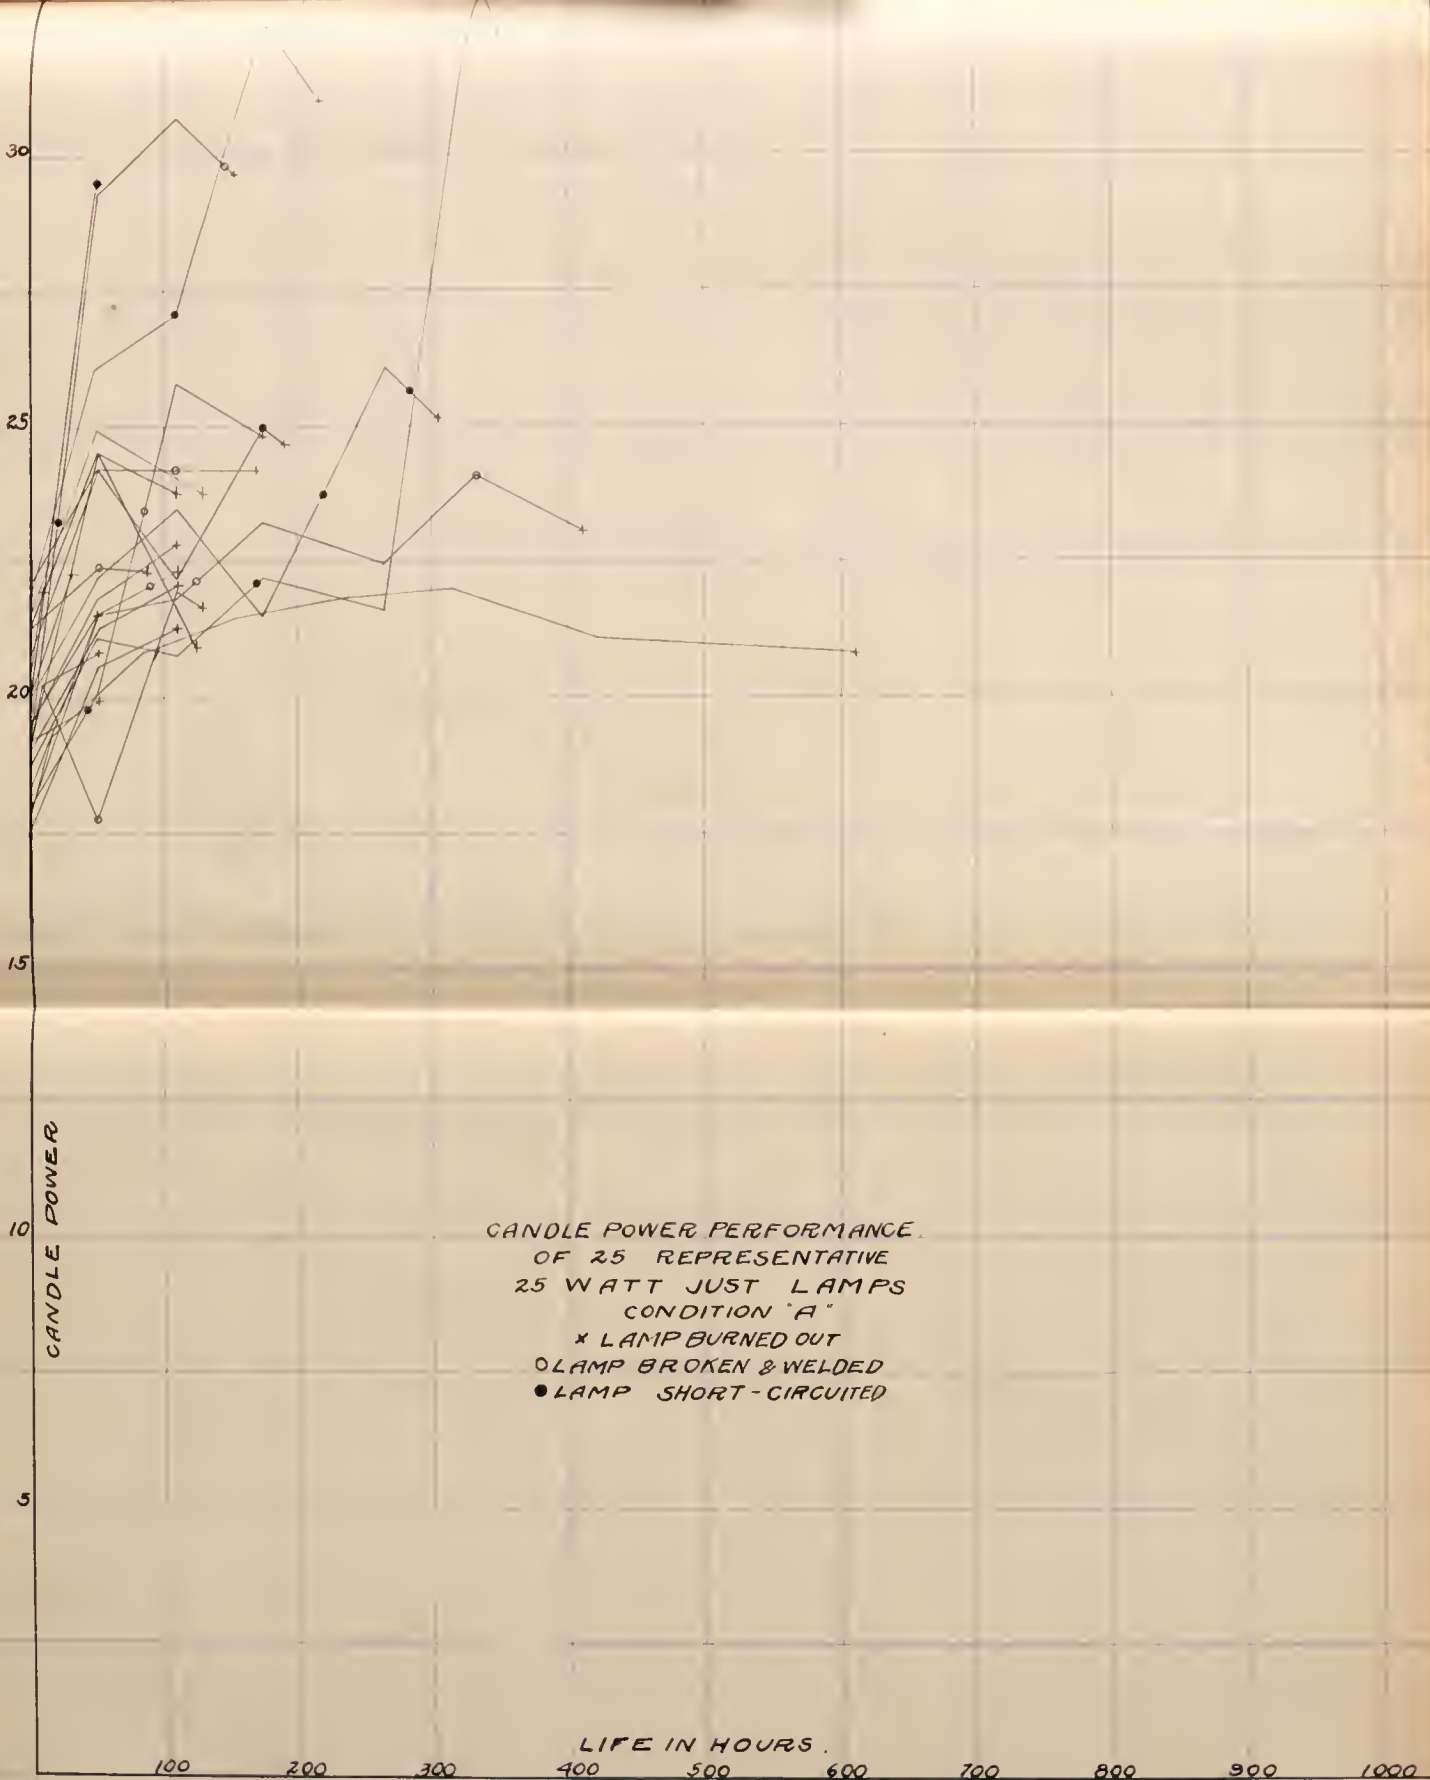 30
25
20
15
10
5
CANDLE POWER
CANDLE POWER PERFORMANCE
OF 25 REPRESENTATIVE
25 WATT JUST LAMPS
CONDITION "A"
x LAMP BURNED OUT
O LAMP BROKEN & WELDED
● LAMP SHORT-CIRCUITED
LIFE IN HOURS.
100 200 300 400 500 600 700 800 900 1000